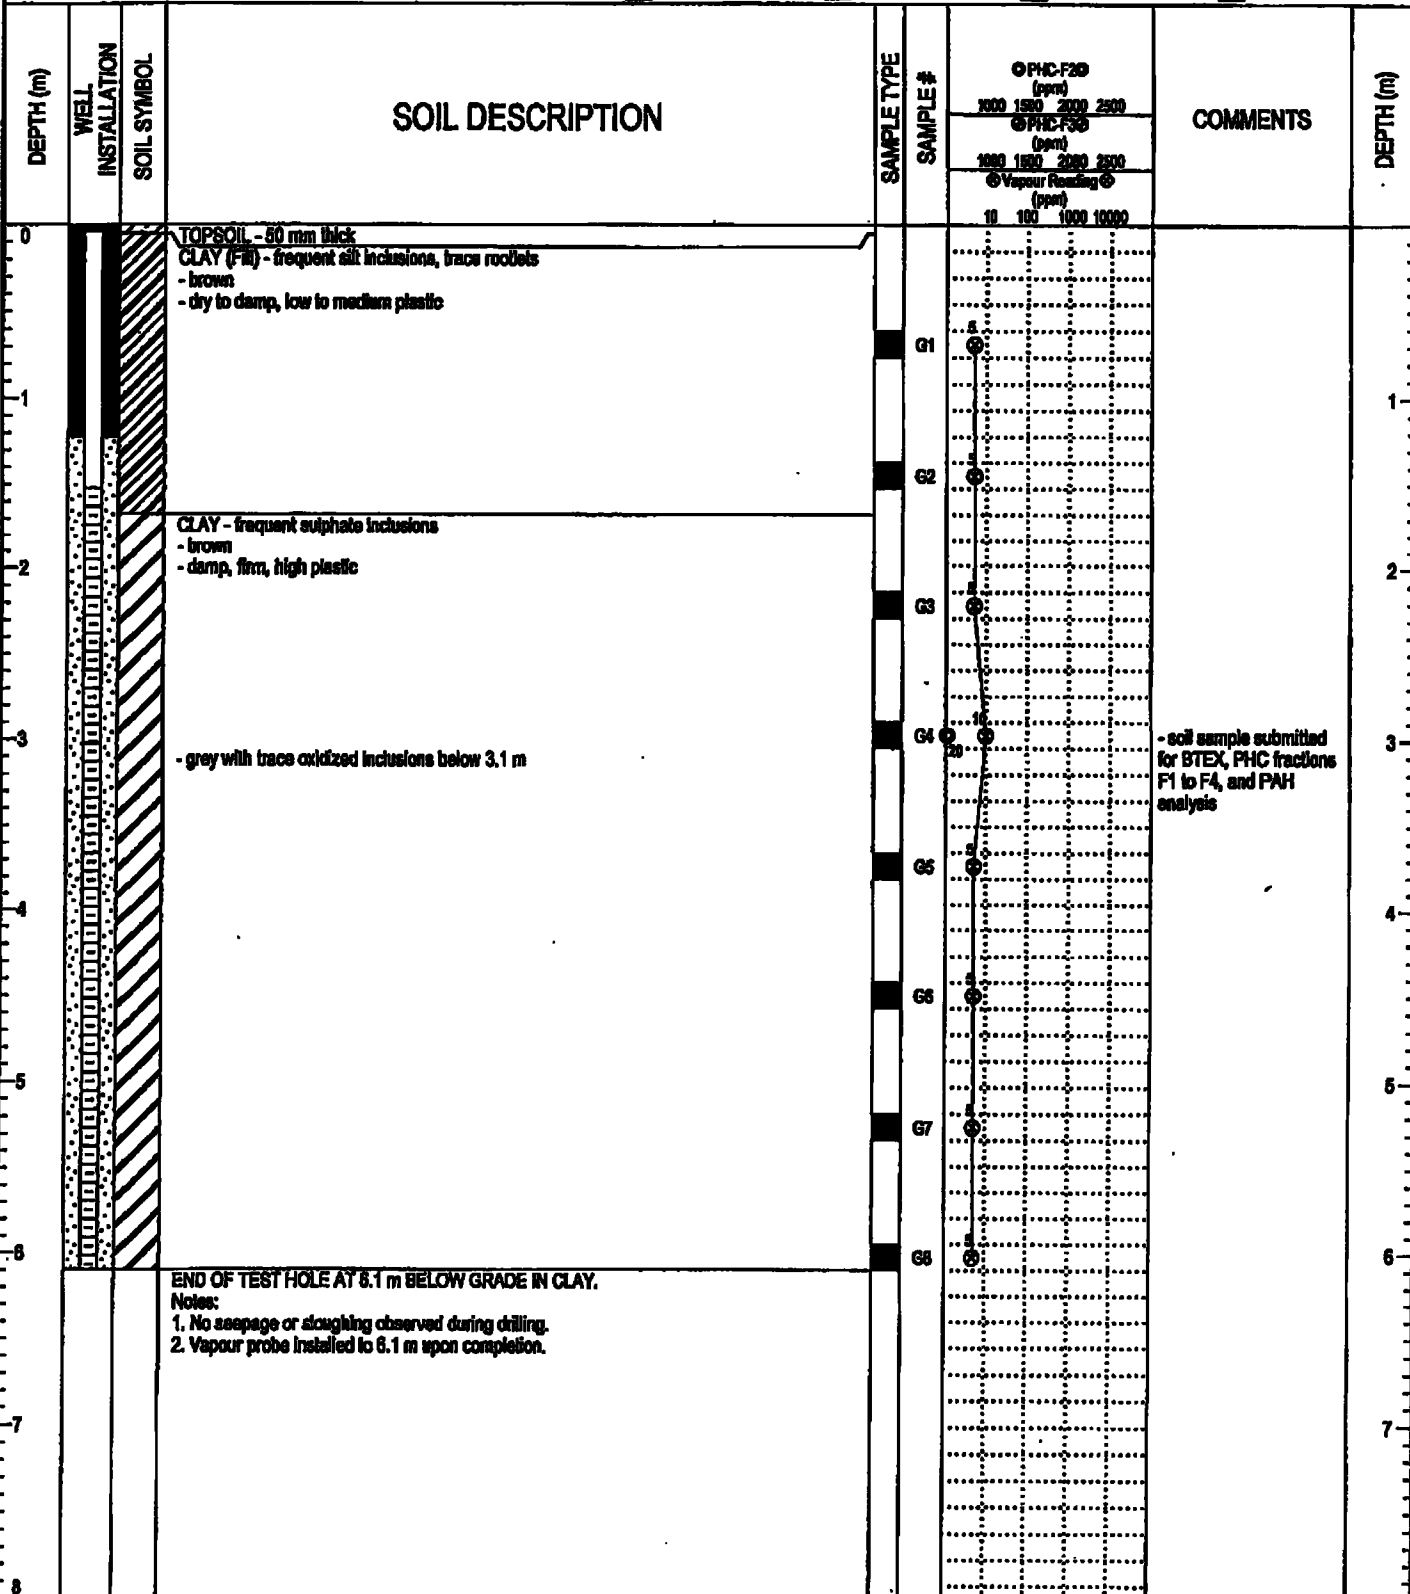 DEPTH (m)
WELL
INSTALLATION
SOIL SYMBOL
SOIL DESCRIPTION
SAMPLE TYPE
SAMPLE #
PHC-F2
(ppm)
1000 1500 2000 2500
PHC-F3
(ppm)
1000 1500 2000 2500
Vapour Reading
(ppm)
10 100 1000 10000
COMMENTS
DEPTH (m)
0
TOPSOIL - 50 mm thick
CLAY (Fill) - frequent silt inclusions, trace rootlets
- brown
- dry to damp, low to medium plastic
5
G1
1
1
5
G2
CLAY - frequent sulphate inclusions
- brown
- damp, firm, high plastic
2
2
5
G3
10
G4
20
3
3
- grey with trace oxidized inclusions below 3.1 m
- soil sample submitted
for BTEX, PHC fractions
F1 to F4, and PAH
analysis
5
G5
4
4
5
G6
5
5
5
G7
5
G8
6
6
END OF TEST HOLE AT 6.1 m BELOW GRADE IN CLAY.
Notes:
1. No seepage or sloughing observed during drilling.
2. Vapour probe installed to 6.1 m upon completion.
7
7
8